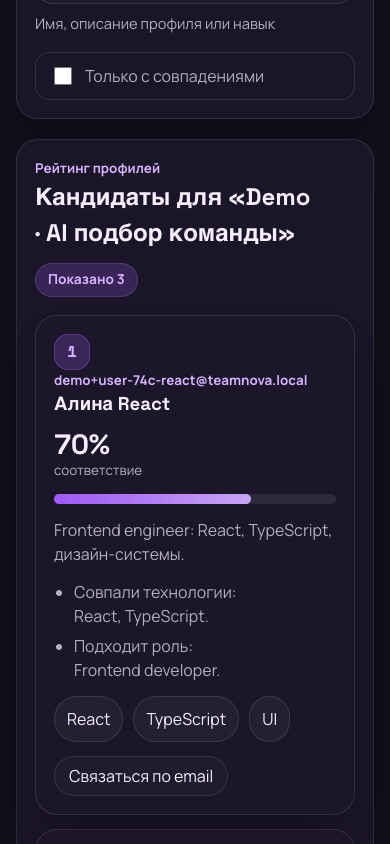 Имя, описание профиля или навык
Только с совпадениями
Рейтинг профилей
Кандидаты для «Demo
· AI подбор команды»
Показано 3
1
demo+user-74c-react@teamnova.local
Алина React
70%
соответствие
Frontend engineer: React, TypeScript,
дизайн-системы.
• Совпали технологии:
React, TypeScript.
• Подходит роль:
Frontend developer.
React TypeScript UI
Связаться по email